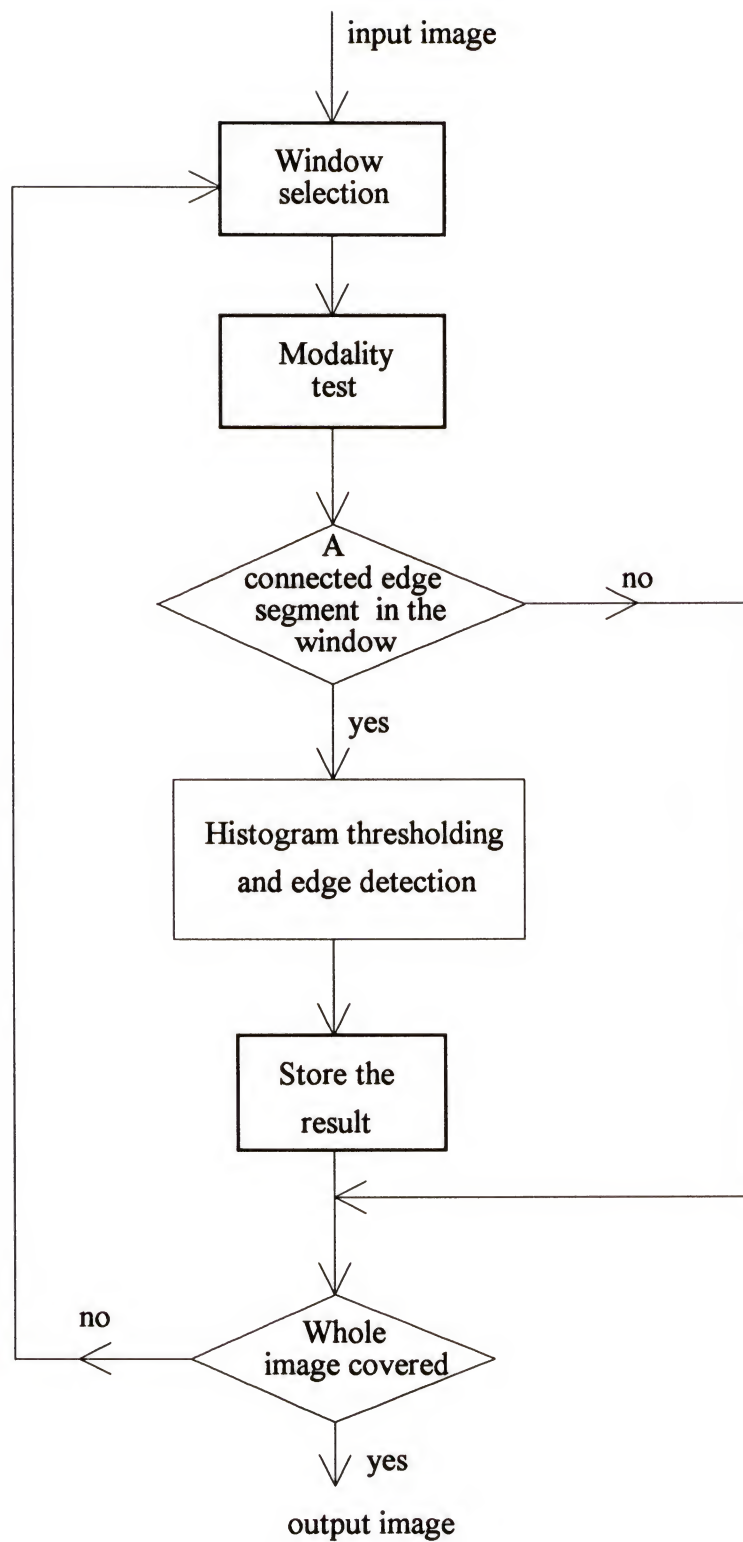 input image
Window
selection
Modality
test
A
connected edge
segment in the
window
no
yes
Histogram thresholding
and edge detection
Store the
result
no
Whole
image covered
yes
output image